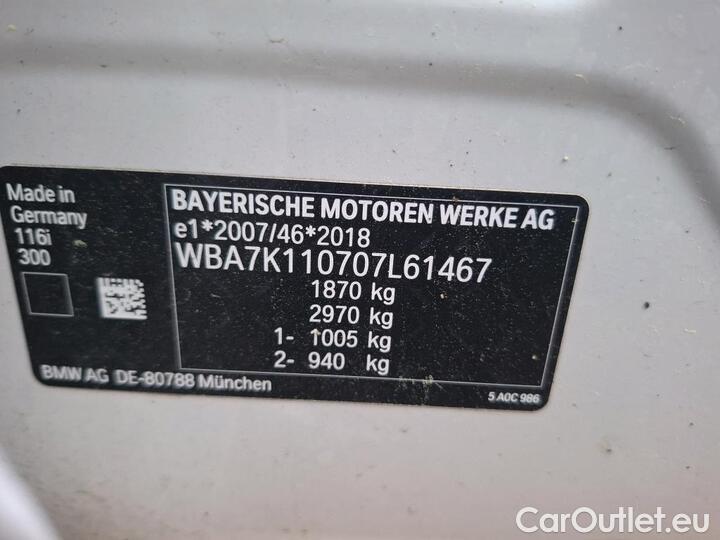 Made in
Germany
116i
300
BAYERISCHE MOTOREN WERKE AG
e1*2007/46*2018
WBA7K110707L61467
1870 kg
2970 kg
1- 1005 kg
2- 940 kg
BMW AG DE-80788 München
5 A0C 986
CarOutlet.eu